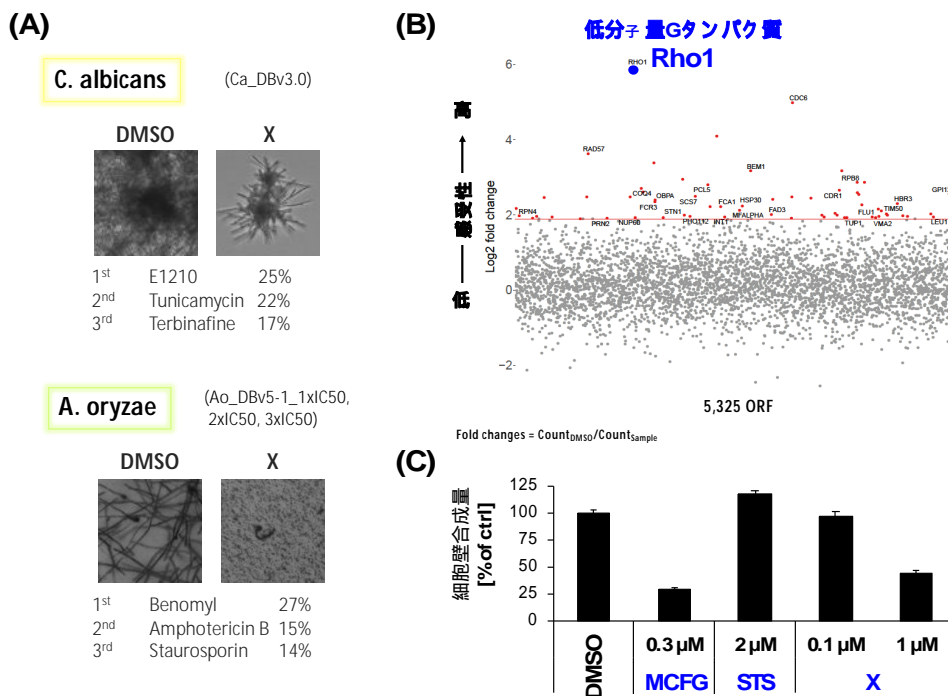 (A)
C. albicans
(Ca_DBv3.0)
DMSO X
1st E1210 25%
2nd Tunicamycin 22%
3rd Terbinafine 17%
A. oryzae
(Ao_DBv5-1_1xIC50,
2xIC50, 3xIC50)
DMSO X
1st Benomyl 27%
2nd Amphotericin B 15%
3rd Staurosporin 14%
(B)
低分子量Gタンパク質
Rho1
低 感受性 高
Log2 fold change
6
4
2
0
−2
RHO1
CDC6
RAD57
BEM1
RPB8
COQ4
OBPA
PCL5
CDR1
GPI1
FCR3
SCS7
FCA1
HSP30
HBR3
RPN4
STN1
MFALPHA
FAD3
FLU1
TIM50
PRN2
NUP60
PHO112
INT1
TUP1
VMA2
LEU1
5,325 ORF
Fold changes = CountDMSO/CountSample
(C)
細胞壁合成量
[% of ctrl]
125
100
75
50
25
0
DMSO
0.3 µM 2 µM 0.1 µM 1 µM
MCFG STS X